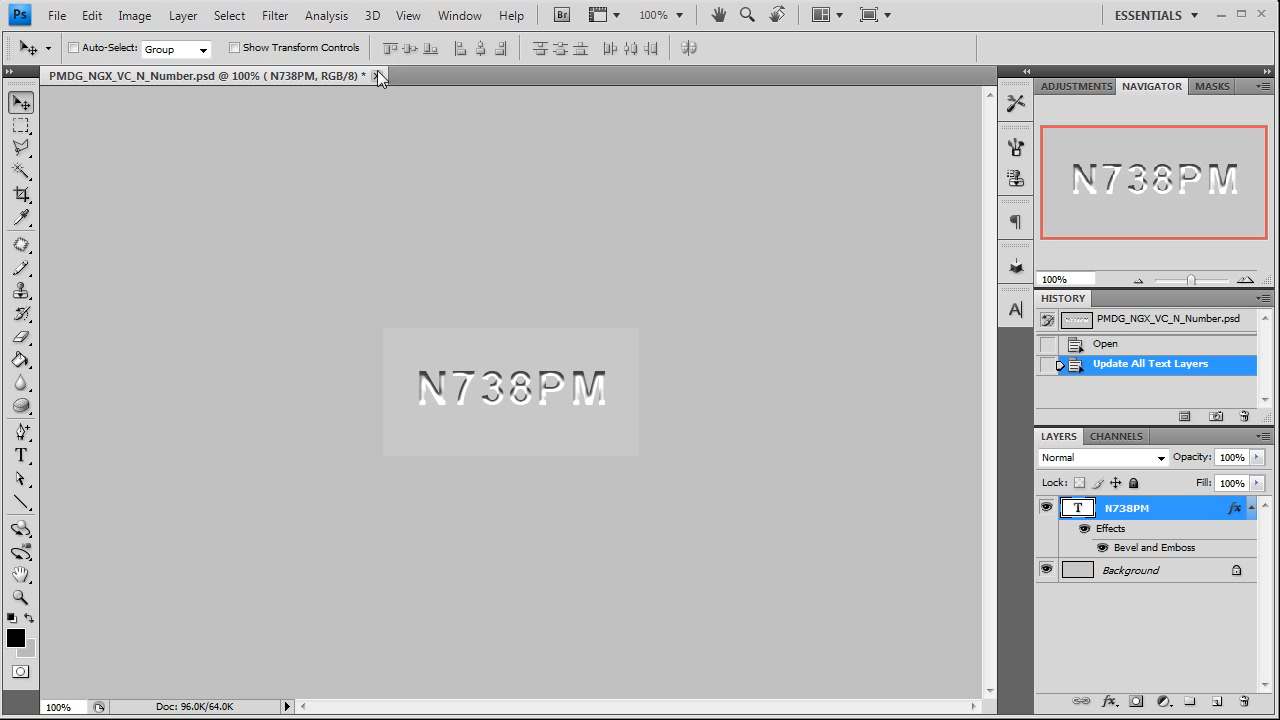 Ps File Edit Image Layer Select Filter Analysis 3D View Window Help Br 100% ESSENTIALS
Auto-Select: Group Show Transform Controls
PMDG_NGX_VC_N_Number.psd @ 100% ( N738PM, RGB/8) *
ADJUSTMENTS NAVIGATOR MASKS
N738PM
100%
HISTORY
PMDG_NGX_VC_N_Number.psd
Open
Update All Text Layers
N738PM
LAYERS CHANNELS
Normal Opacity: 100%
Lock: Fill: 100%
T N738PM fx
Effects
Bevel and Emboss
Background
100% Doc: 96.0K/64.0K